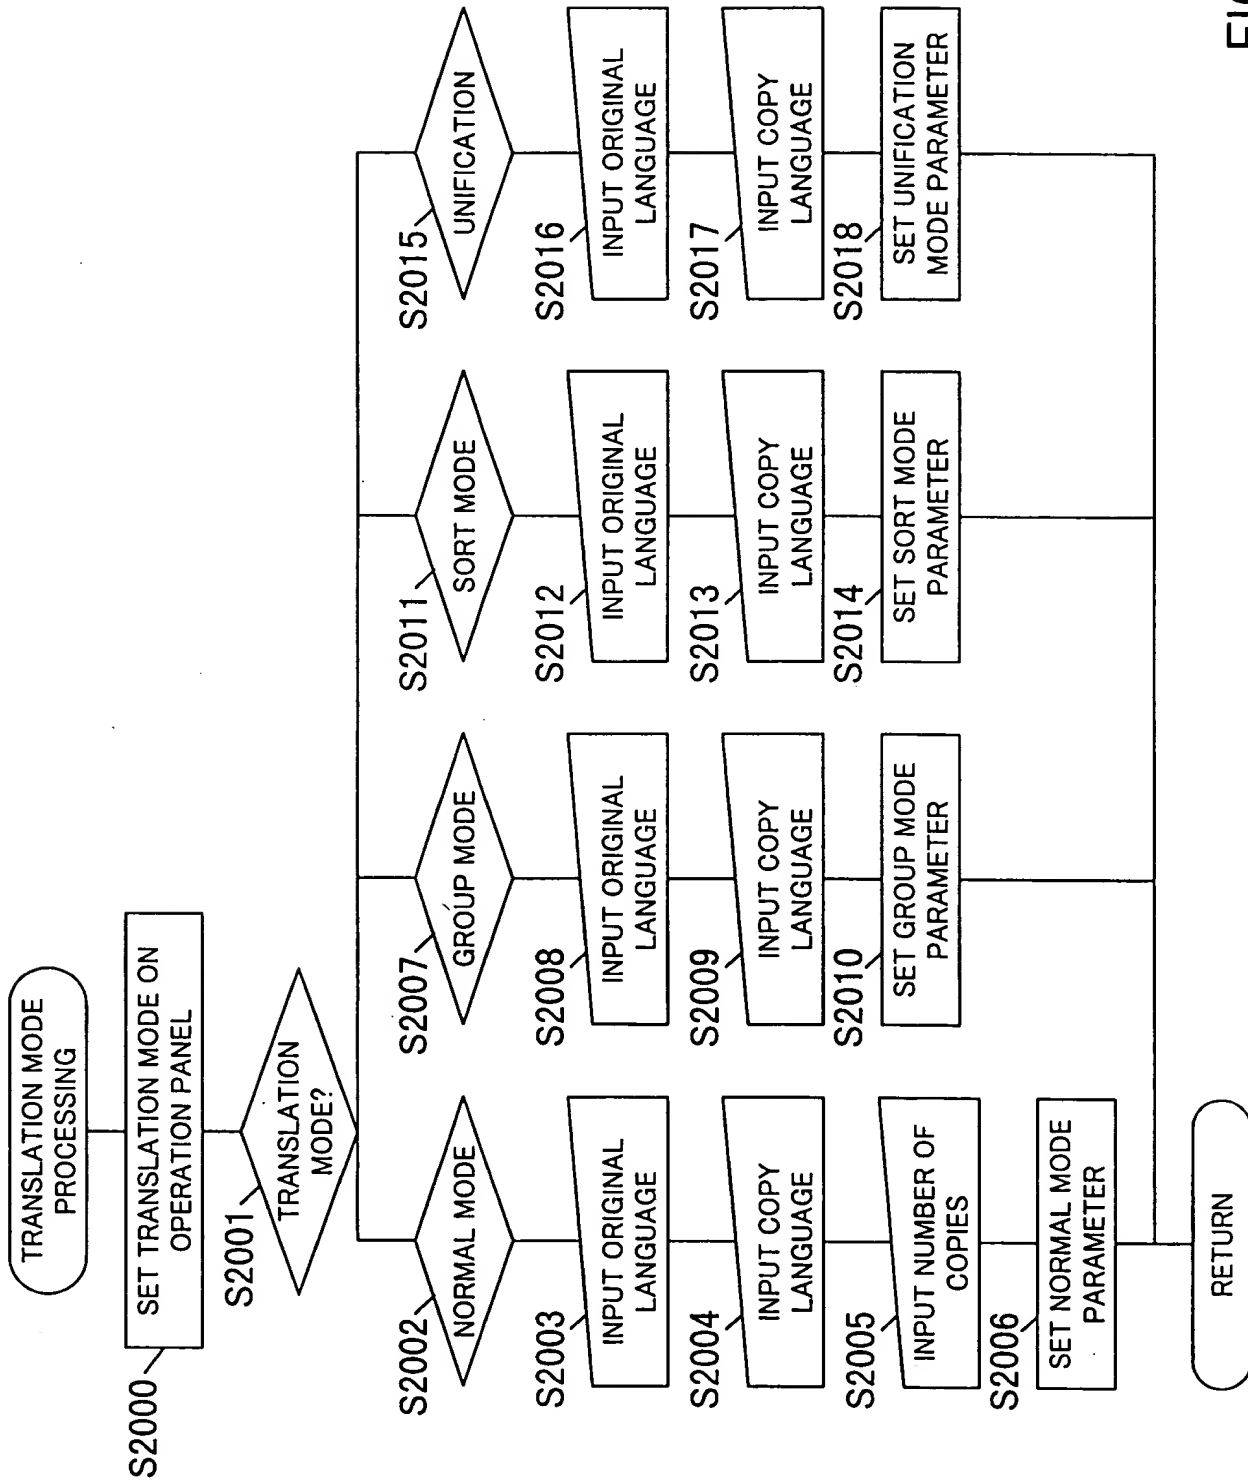 TRANSLATION MODE
PROCESSING
S2000
SET TRANSLATION MODE ON
OPERATION PANEL
S2001
TRANSLATION
MODE?
S2002
NORMAL MODE
S2003
INPUT ORIGINAL
LANGUAGE
S2004
INPUT COPY
LANGUAGE
S2005
INPUT NUMBER OF
COPIES
S2006
SET NORMAL MODE
PARAMETER
S2007
GROUP MODE
S2008
INPUT ORIGINAL
LANGUAGE
S2009
INPUT COPY
LANGUAGE
S2010
SET GROUP MODE
PARAMETER
S2011
SORT MODE
S2012
INPUT ORIGINAL
LANGUAGE
S2013
INPUT COPY
LANGUAGE
S2014
SET SORT MODE
PARAMETER
S2015
UNIFICATION
S2016
INPUT ORIGINAL
LANGUAGE
S2017
INPUT COPY
LANGUAGE
S2018
SET UNIFICATION
MODE PARAMETER
RETURN